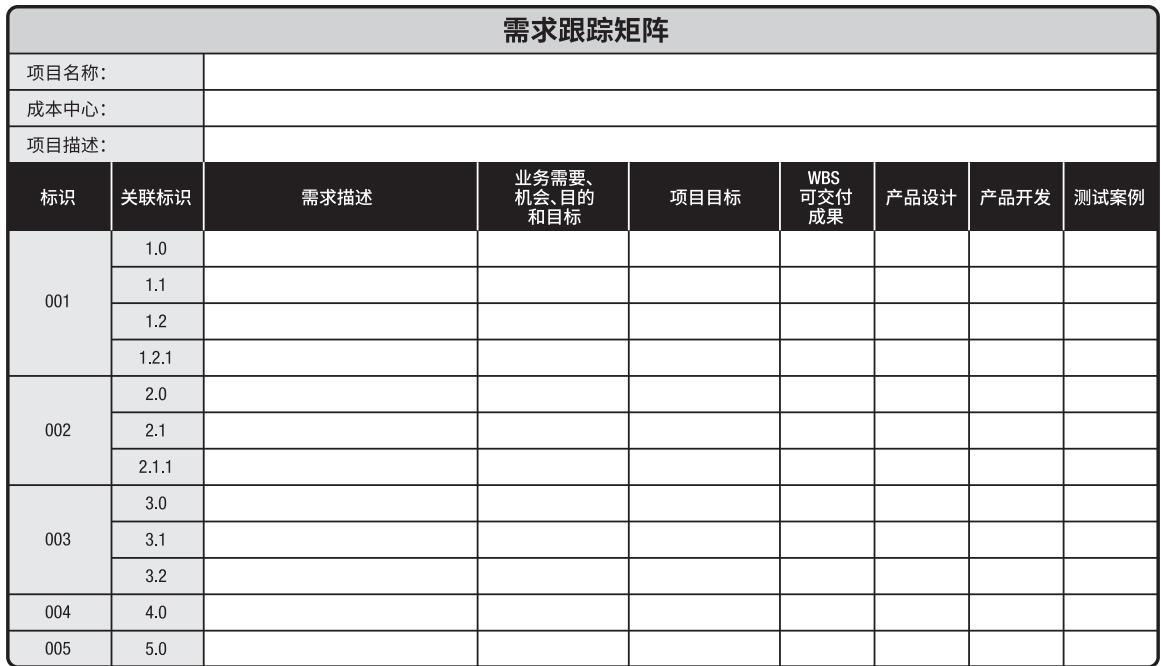 需求跟踪矩阵
项目名称：
成本中心：
项目描述：
标识 关联标识 需求描述 业务需要、机会、目的和目标 项目目标 WBS可交付成果 产品设计 产品开发 测试案例
001 1.0
1.1
1.2
1.2.1
002 2.0
2.1
2.1.1
003 3.0
3.1
3.2
004 4.0
005 5.0